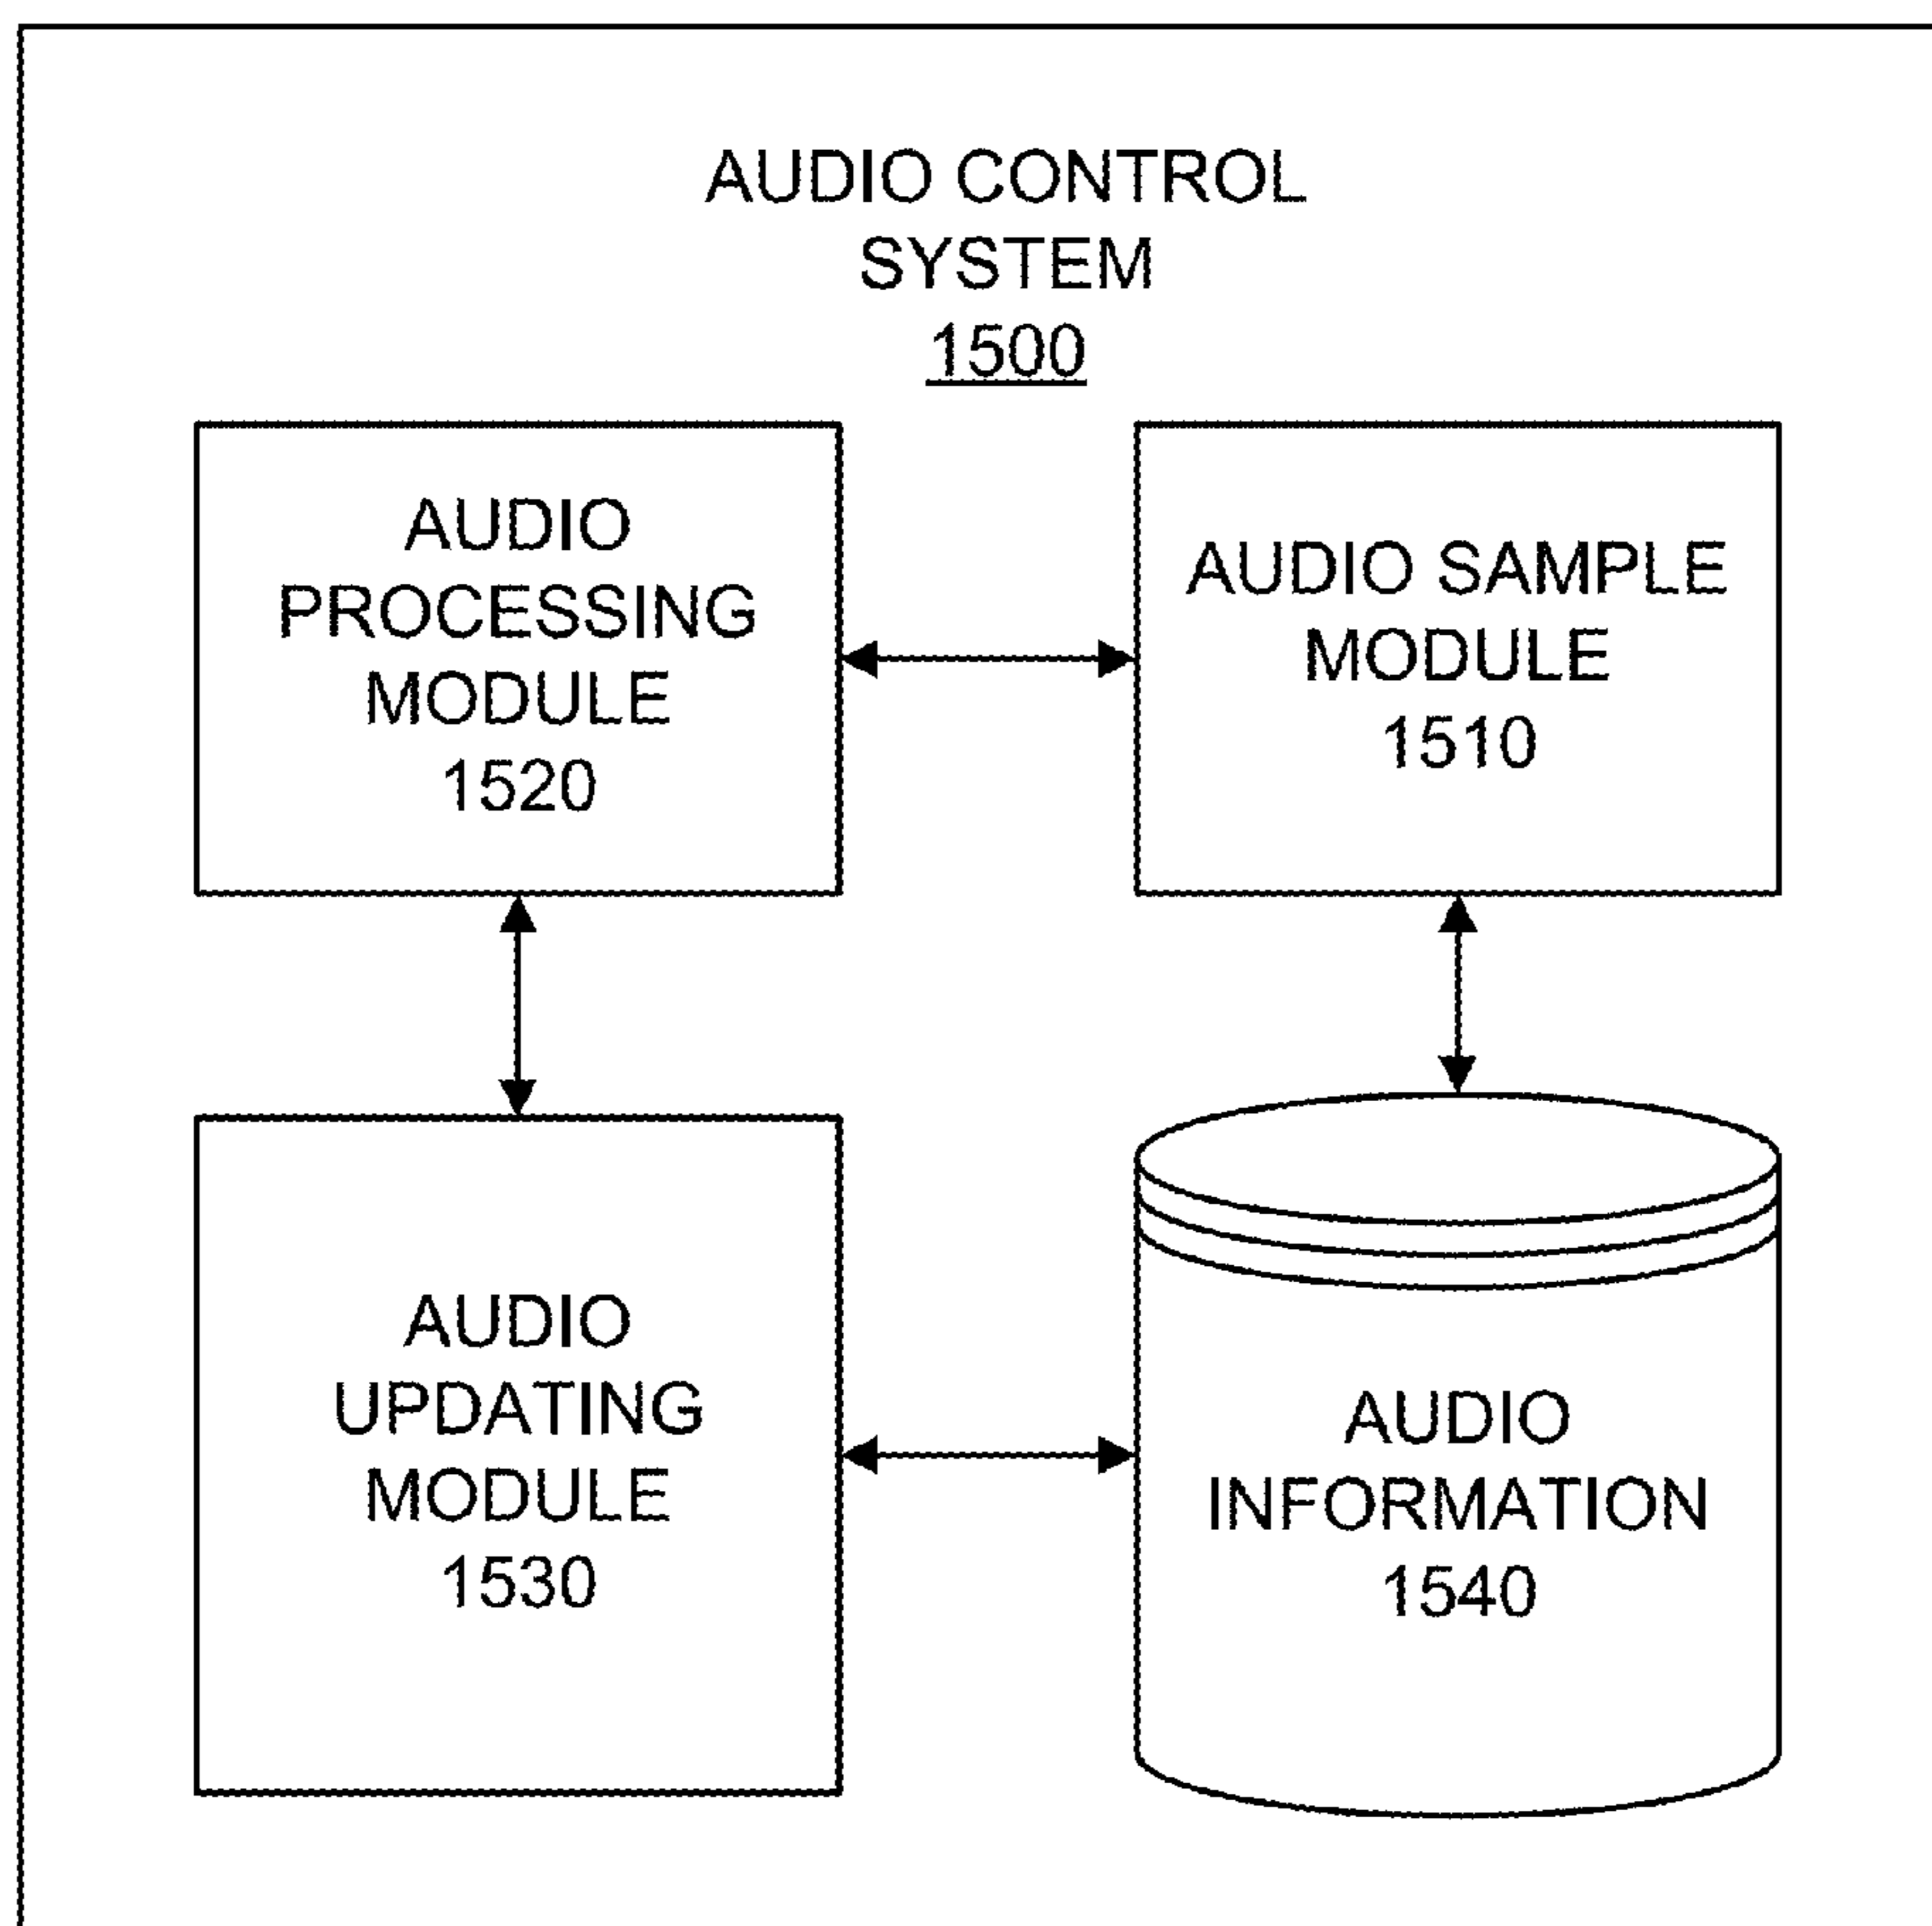 AUDIO CONTROL
SYSTEM
1500
AUDIO
PROCESSING
MODULE
1520
AUDIO SAMPLE
MODULE
1510
AUDIO
UPDATING
MODULE
1530
AUDIO
INFORMATION
1540